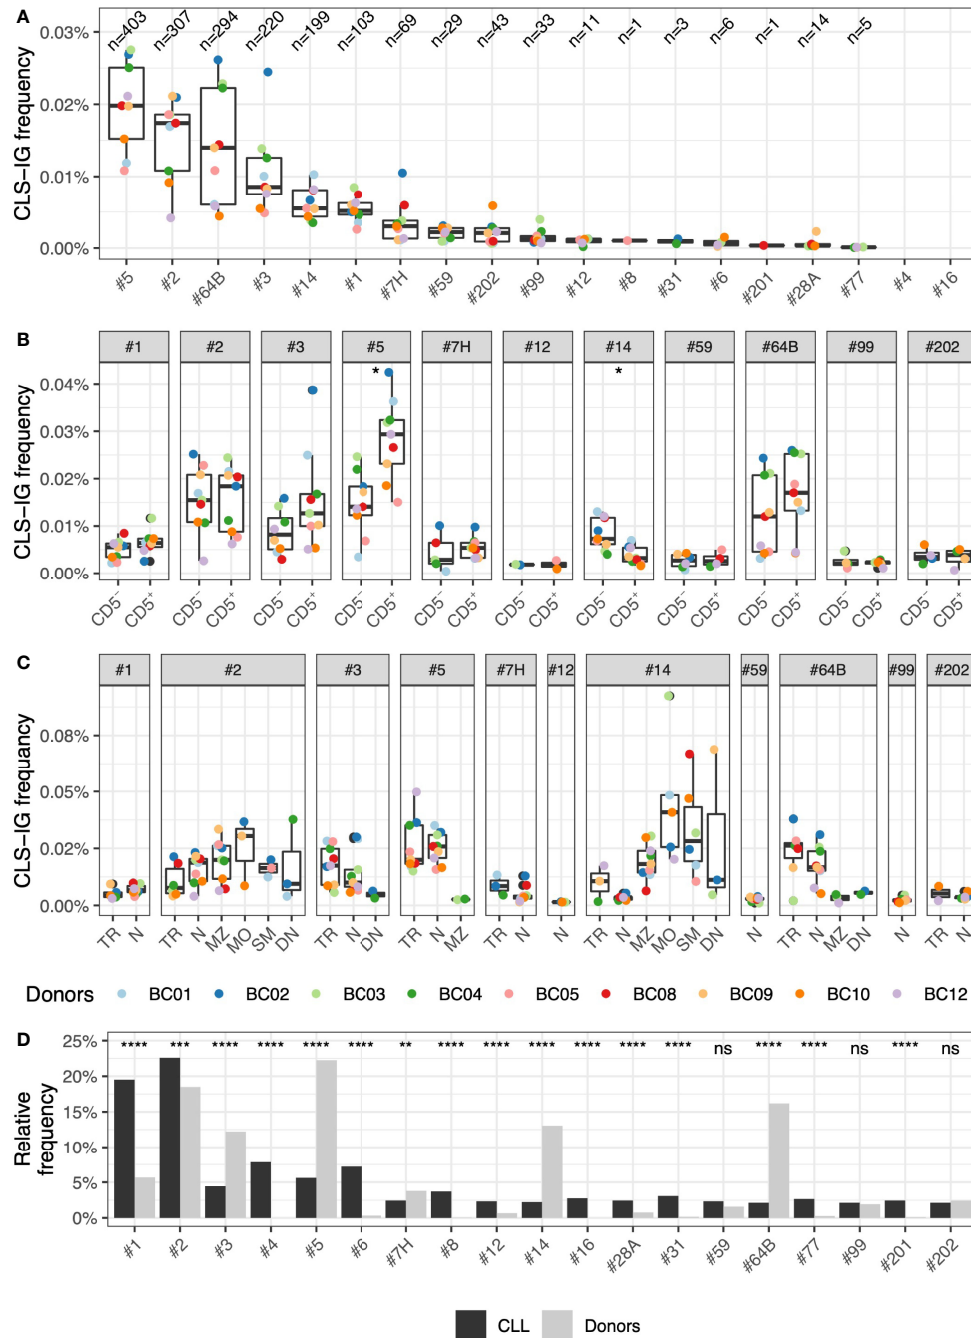 A
n=403 n=307 n=294 n=220 n=199 n=103 n=69 n=29 n=43 n=33 n=11 n=1 n=3 n=6 n=1 n=14 n=5
CLS−IG frequency
0.03%
0.02%
0.01%
0.00%
#5 #2 #64B #3 #14 #1 #7H #59 #202 #99 #12 #8 #31 #6 #201 #28A #77 #4 #16
B
#1 #2 #3 #5 #7H #12 #14 #59 #64B #99 #202
* *
CLS−IG frequency
0.04%
0.03%
0.02%
0.01%
0.00%
CD5⁻ CD5⁺ CD5⁻ CD5⁺ CD5⁻ CD5⁺ CD5⁻ CD5⁺ CD5⁻ CD5⁺ CD5⁻ CD5⁺ CD5⁻ CD5⁺ CD5⁻ CD5⁺ CD5⁻ CD5⁺ CD5⁻ CD5⁺ CD5⁻ CD5⁺
C
#1 #2 #3 #5 #7H #12 #14 #59 #64B #99 #202
CLS−IG frequancy
0.08%
0.05%
0.02%
0.00%
TR N TR N MZ MO SM DN TR N DN TR N MZ TR N N TR N MZ MO SM DN N TR N MZ DN N TR N
Donors BC01 BC02 BC03 BC04 BC05 BC08 BC09 BC10 BC12
D
**** *** **** **** **** **** ** **** **** **** **** **** **** ns **** **** ns **** ns
Relative
frequency
25%
20%
15%
10%
5%
0%
#1 #2 #3 #4 #5 #6 #7H #8 #12 #14 #16 #28A #31 #59 #64B #77 #99 #201 #202
CLL Donors